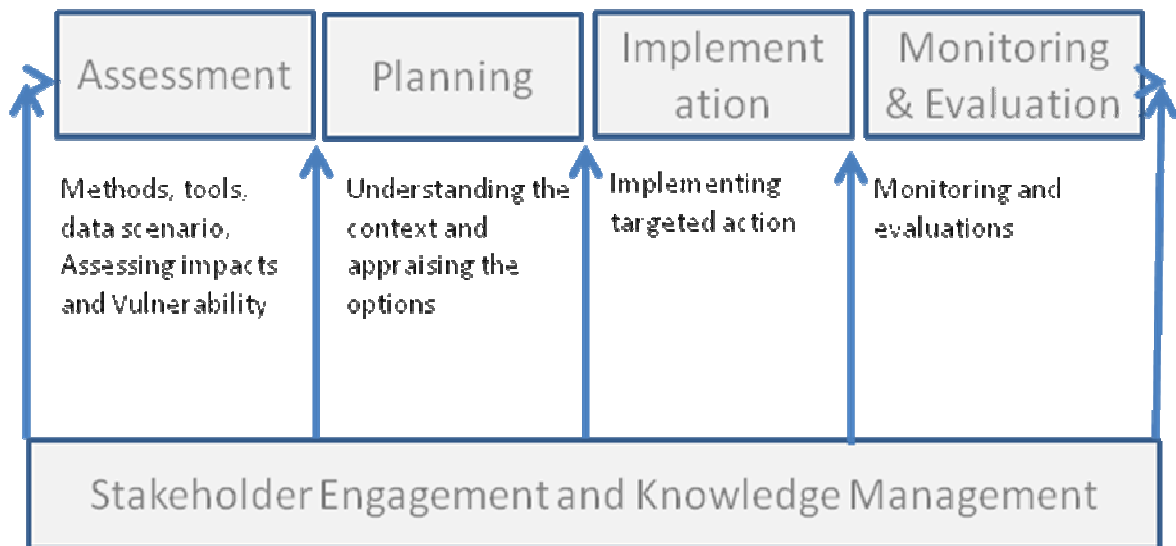 Assessment
Planning
Implement
ation
Monitoring
& Evaluation
Methods, tools,
data scenario,
Assessing impacts
and Vulnerability
Understanding the
context and
appraising the
options
Implementing
targeted action
Monitoring and
evaluations
Stakeholder Engagement and Knowledge Management